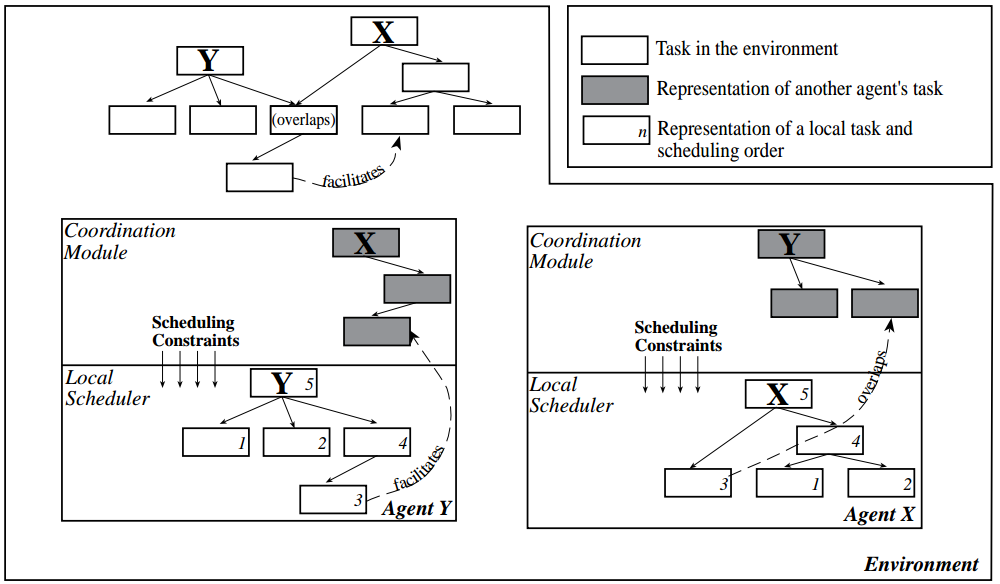 X
Y
(overlaps)
facilitates
Task in the environment
Representation of another agent's task
n
Representation of a local task and
scheduling order
Coordination
Module
X
Scheduling
Constraints
Local
Scheduler
Y 5
1
2
4
3
facilitates
Agent Y
Coordination
Module
Y
Scheduling
Constraints
overlaps
Local
Scheduler
X 5
4
3
1
2
Agent X
Environment